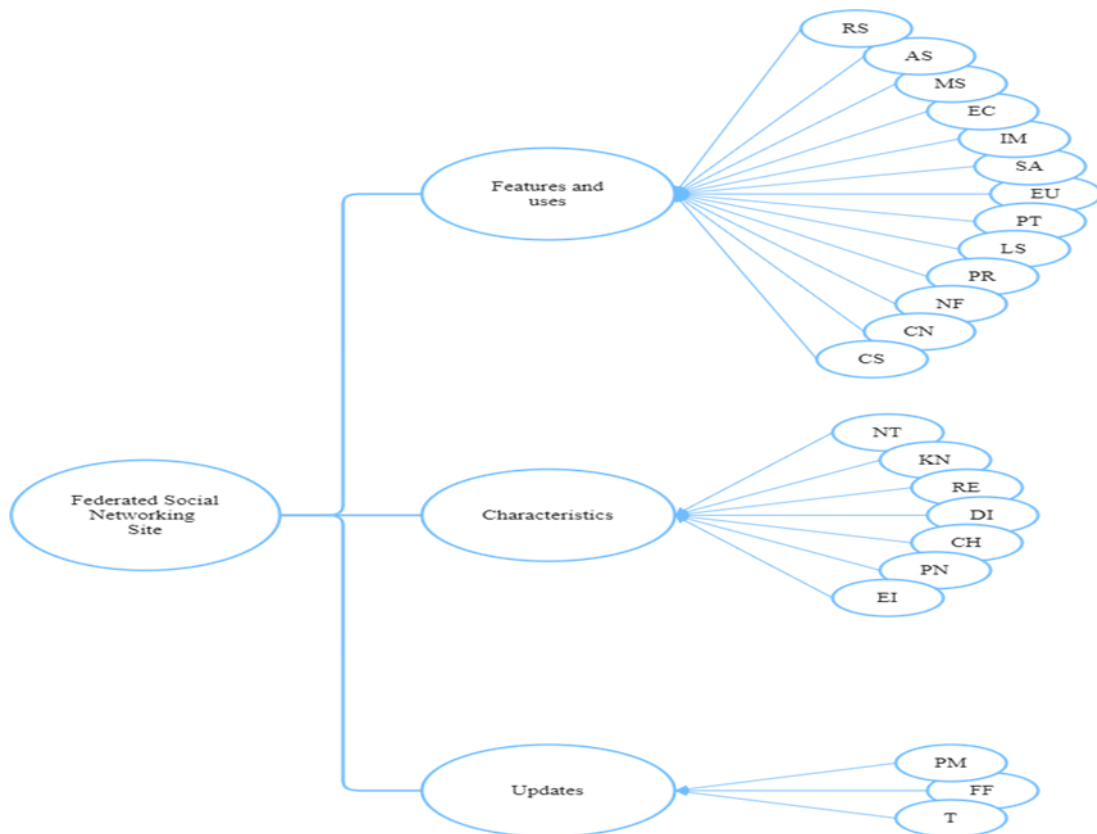 RS
AS
MS
EC
IM
SA
EU
PT
LS
PR
NF
CN
CS
Features and
uses
NT
KN
RE
DI
CH
PN
EI
Federated Social
Networking
Site
Characteristics
PM
FF
T
Updates